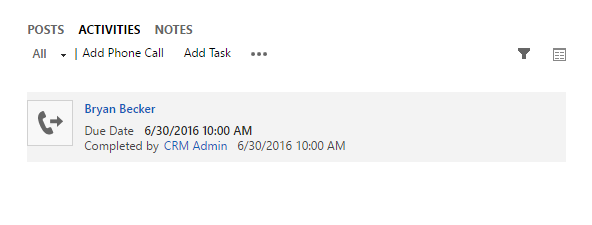 POSTS ACTIVITIES NOTES
All | Add Phone Call Add Task •••
Bryan Becker
Due Date 6/30/2016 10:00 AM
Completed by CRM Admin 6/30/2016 10:00 AM